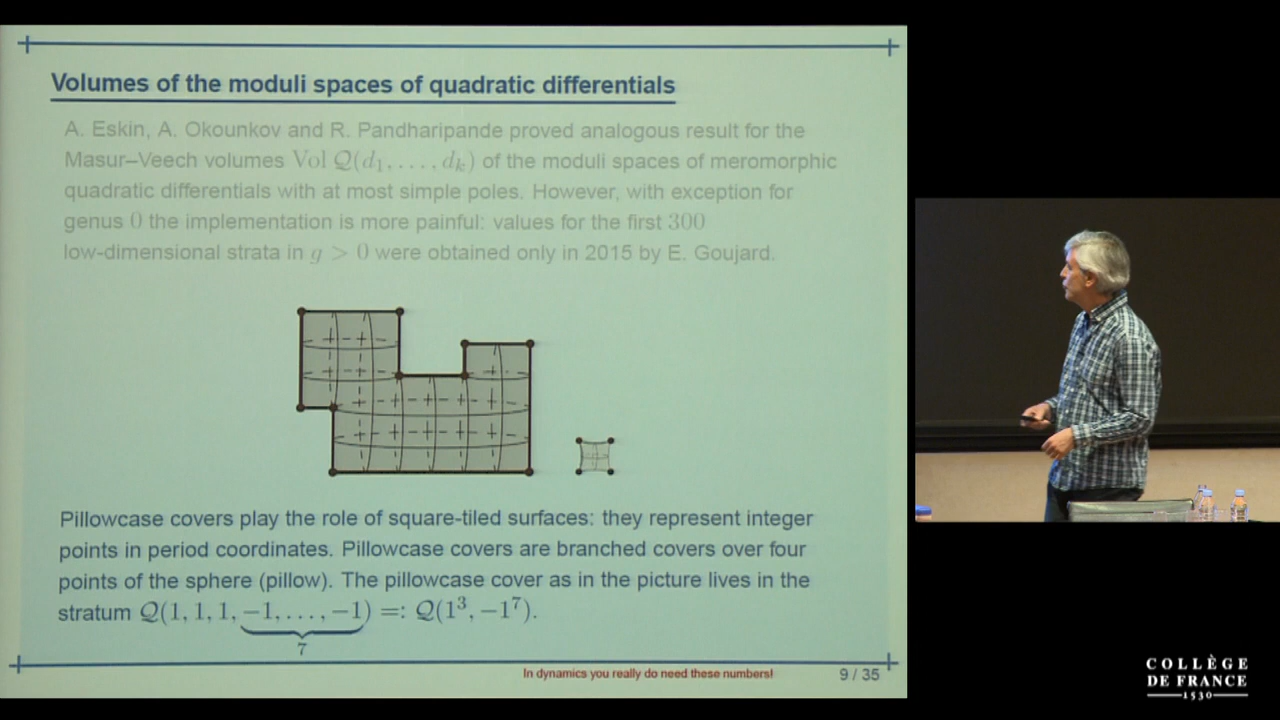 Volumes of the moduli spaces of quadratic differentials
A. Eskin, A. Okounkov and R. Pandharipande proved analogous result for the
Masur–Veech volumes Vol Q(d₁, . . . , dₖ) of the moduli spaces of meromorphic
quadratic differentials with at most simple poles. However, with exception for
genus 0 the implementation is more painful: values for the first 300
low-dimensional strata in g > 0 were obtained only in 2015 by E. Goujard.
Pillowcase covers play the role of square-tiled surfaces: they represent integer
points in period coordinates. Pillowcase covers are branched covers over four
points of the sphere (pillow). The pillowcase cover as in the picture lives in the
stratum Q(1, 1, 1, −1, . . . , −1) =: Q(1³, −1⁷).
7
In dynamics you really do need these numbers!
9 / 35
COLLÈGE
DE FRANCE
1530